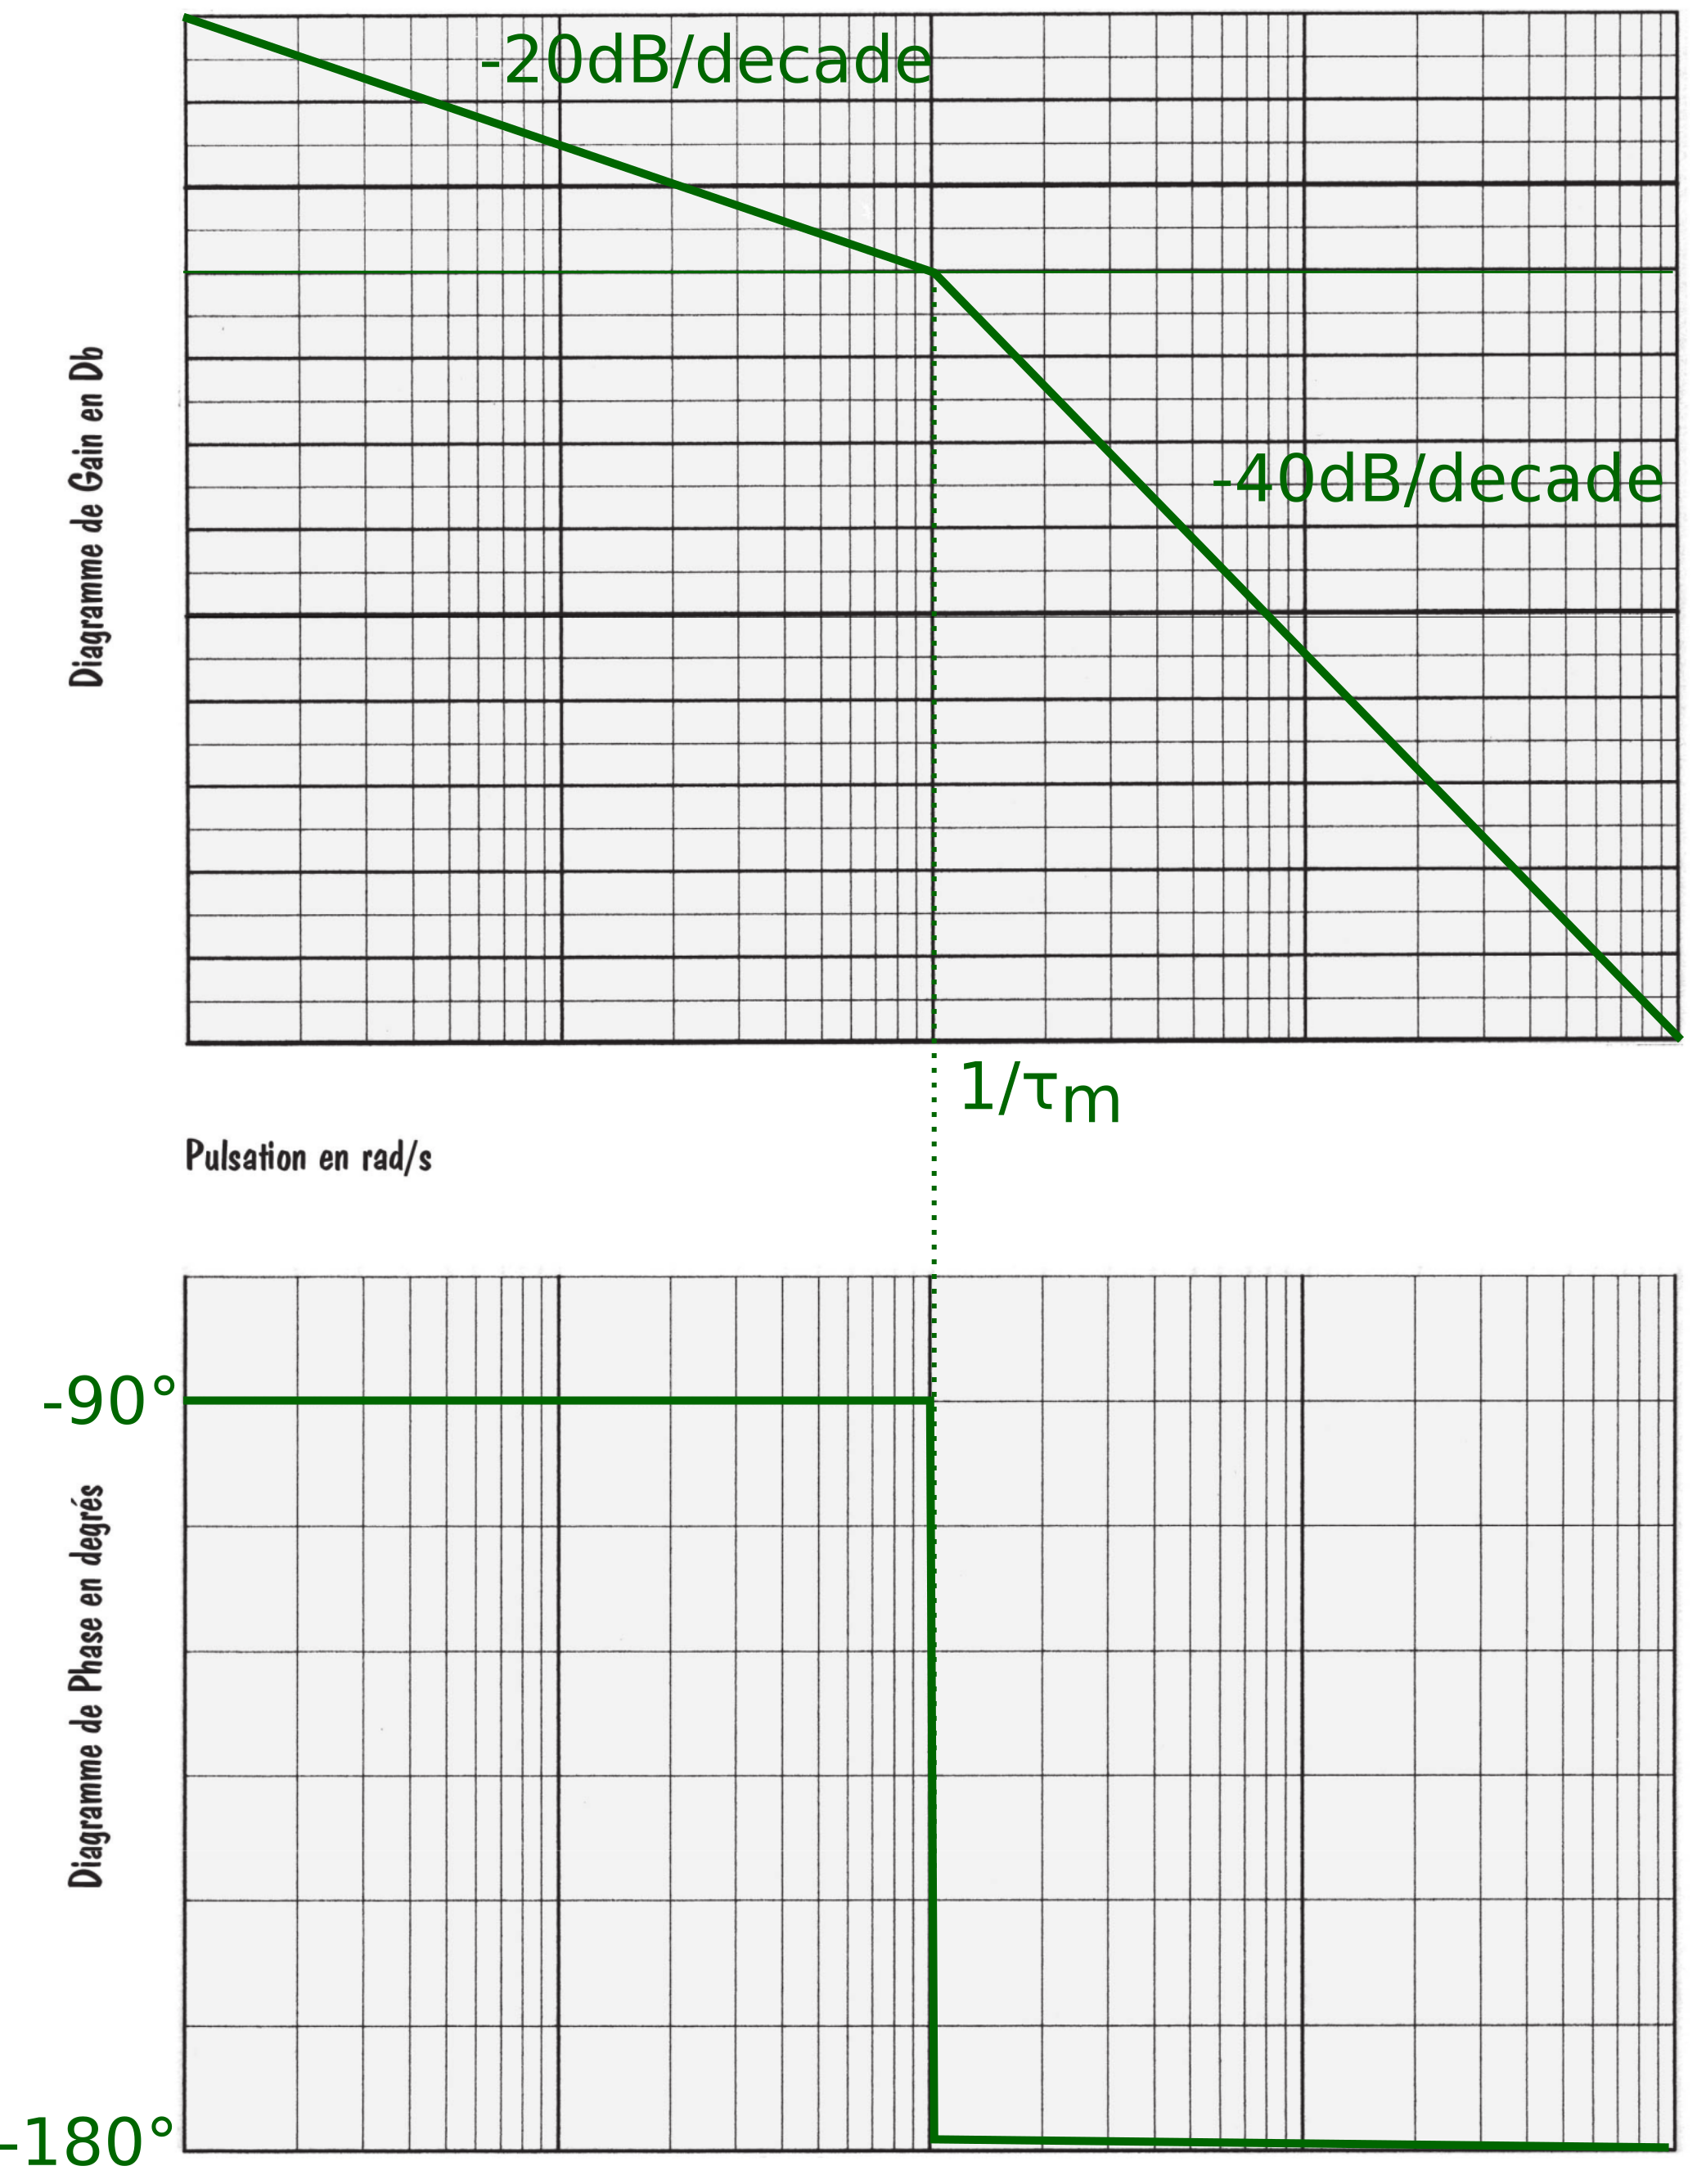 -20dB/decade
Diagramme de Gain en Db
-40dB/decade
1/τm
Pulsation en rad/s
-90°
Diagramme de Phase en degrés
-180°